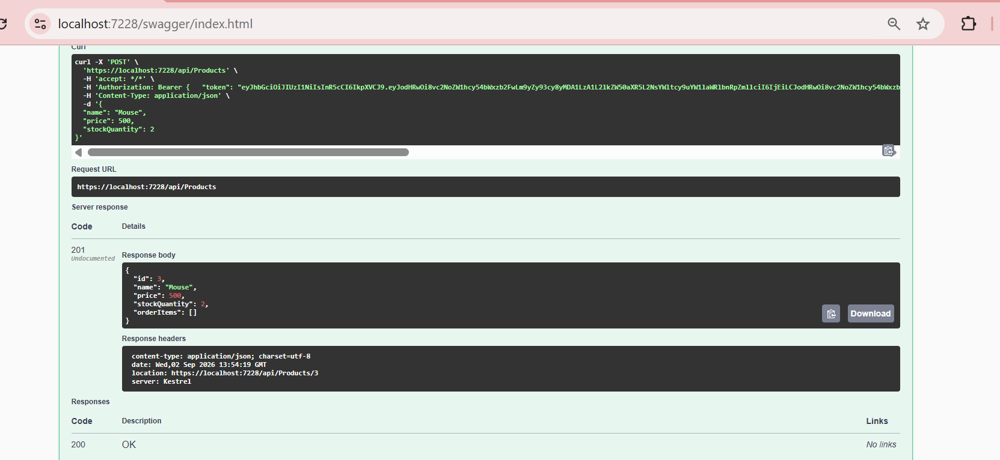 localhost:7228/swagger/index.html
Curl
curl -X 'POST' \
'https://localhost:7228/api/Products' \
-H 'accept: */*' \
-H 'Authorization: Bearer {   "token": "eyJhbGciOiJIUzI1NiIsInR5cCI6IkpXVCJ9.eyJodHRwOi8vc2NoZW1hcy54bWxzb2FwLm9yZy93cy8yMDA1LzA1L2lkZW50aXR5L2NsYWltcy9uYW1laWRlbnRpZmllciI6IjEiLCJodHRwOi8vc2NoZW1hcy54bWxzb
-H 'Content-Type: application/json' \
-d '{
"name": "Mouse",
"price": 500,
"stockQuantity": 2
}'
Request URL
https://localhost:7228/api/Products
Server response
Code Details
201
Undocumented
Response body
{
"id": 3,
"name": "Mouse",
"price": 500,
"stockQuantity": 2,
"orderItems": []
}
Download
Response headers
content-type: application/json; charset=utf-8
date: Wed,02 Sep 2026 13:54:19 GMT
location: https://localhost:7228/api/Products/3
server: Kestrel
Responses
Code Description Links
200 OK No links